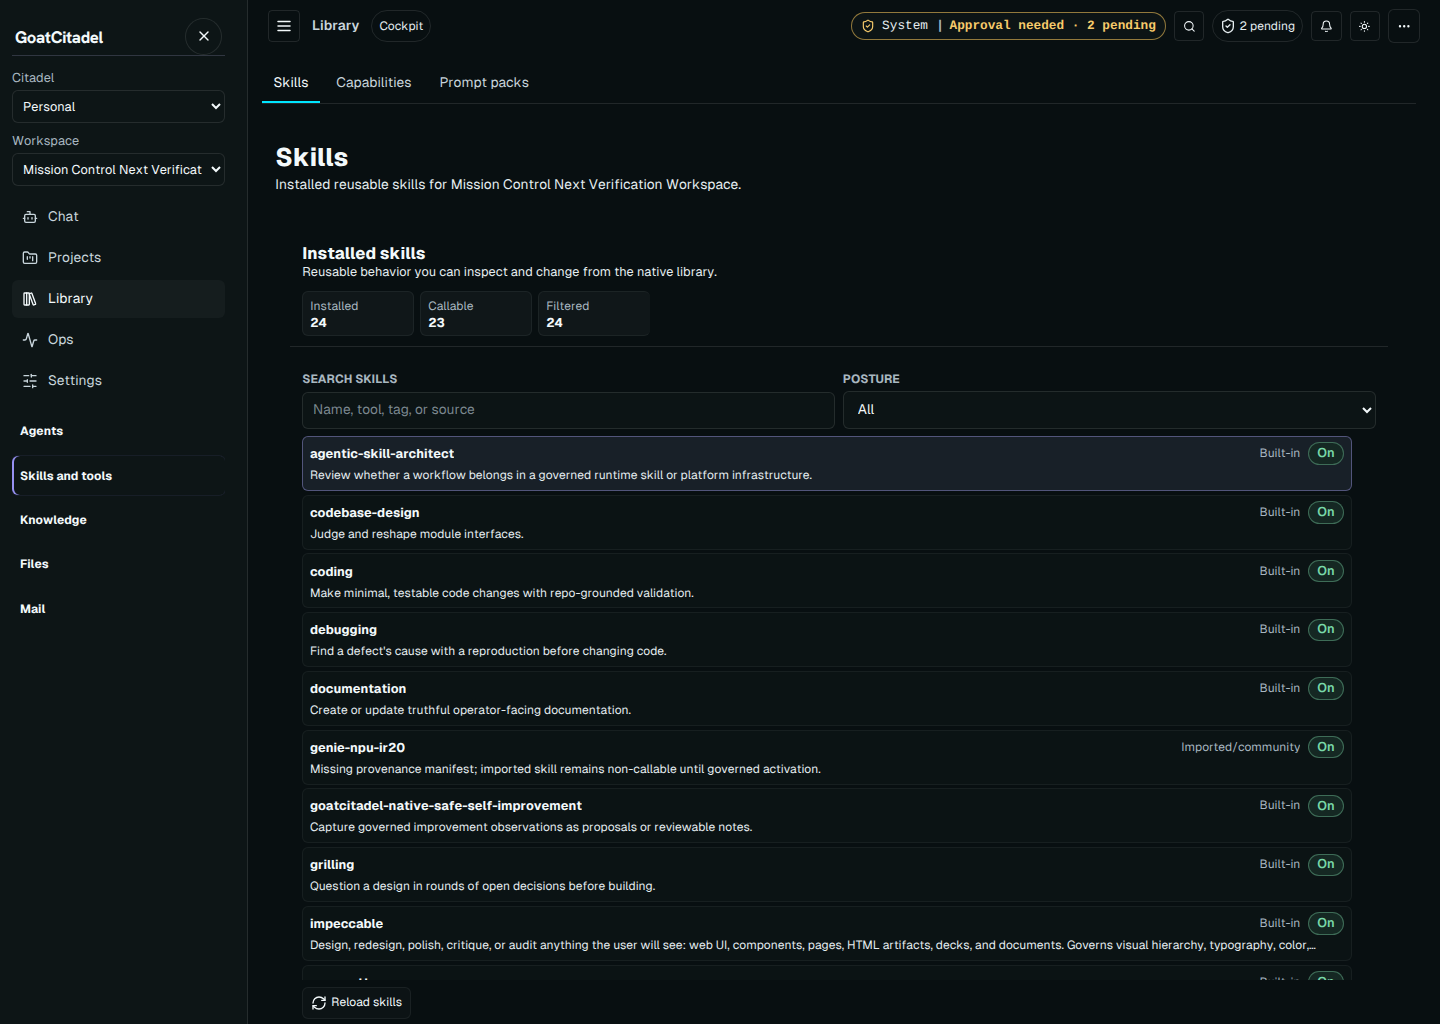 GoatCitadel
Citadel
Personal
Workspace
Mission Control Next Verificat
Chat
Projects
Library
Ops
Settings
Agents
Skills and tools
Knowledge
Files
Mail
Library
Cockpit
System | Approval needed · 2 pending
2 pending
Skills
Capabilities
Prompt packs
Skills
Installed reusable skills for Mission Control Next Verification Workspace.
Installed skills
Reusable behavior you can inspect and change from the native library.
Installed
24
Callable
23
Filtered
24
SEARCH SKILLS
Name, tool, tag, or source
POSTURE
All
agentic-skill-architect
Built-in On
Review whether a workflow belongs in a governed runtime skill or platform infrastructure.
codebase-design
Built-in On
Judge and reshape module interfaces.
coding
Built-in On
Make minimal, testable code changes with repo-grounded validation.
debugging
Built-in On
Find a defect's cause with a reproduction before changing code.
documentation
Built-in On
Create or update truthful operator-facing documentation.
genie-npu-ir20
Imported/community On
Missing provenance manifest; imported skill remains non-callable until governed activation.
goatcitadel-native-safe-self-improvement
Built-in On
Capture governed improvement observations as proposals or reviewable notes.
grilling
Built-in On
Question a design in rounds of open decisions before building.
impeccable
Built-in On
Design, redesign, polish, critique, or audit anything the user will see: web UI, components, pages, HTML artifacts, decks, and documents. Governs visual hierarchy, typography, color,…
Built-in On
Reload skills